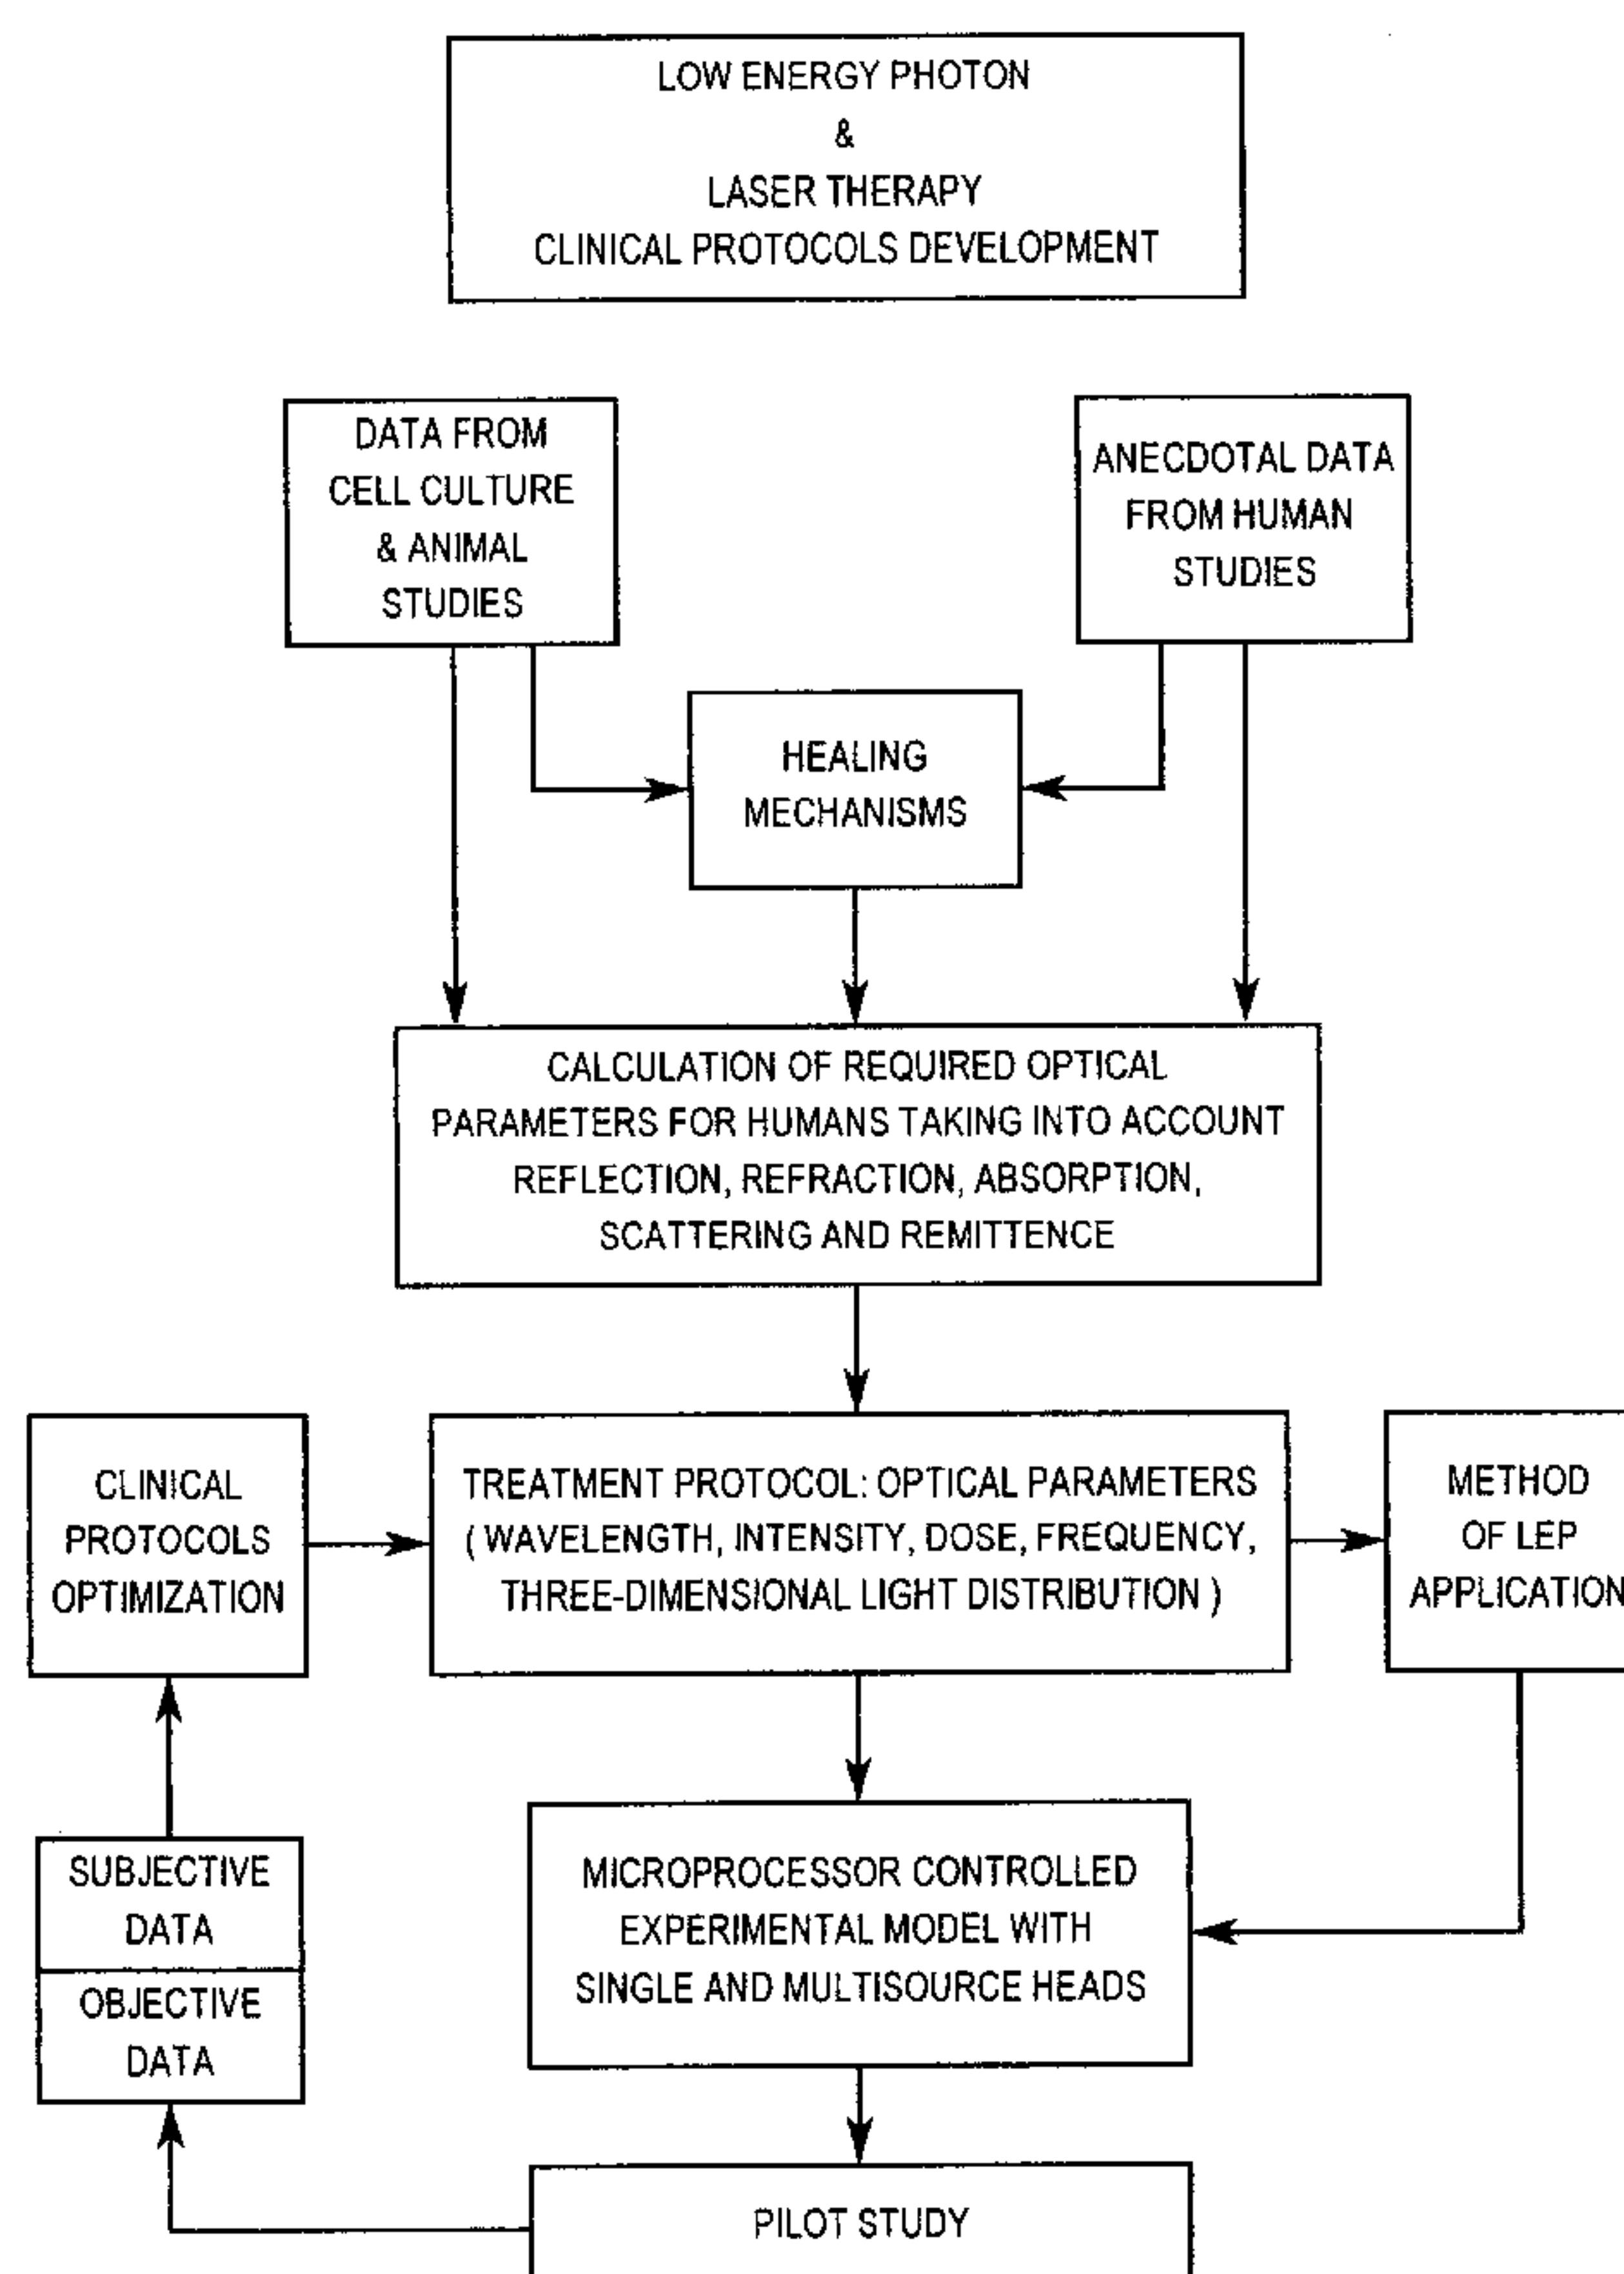 LOW ENERGY PHOTON
&
LASER THERAPY
CLINICAL PROTOCOLS DEVELOPMENT
DATA FROM
CELL CULTURE
& ANIMAL
STUDIES
ANECDOTAL DATA
FROM HUMAN
STUDIES
HEALING
MECHANISMS
CALCULATION OF REQUIRED OPTICAL
PARAMETERS FOR HUMANS TAKING INTO ACCOUNT
REFLECTION, REFRACTION, ABSORPTION,
SCATTERING AND REMITTENCE
CLINICAL
PROTOCOLS
OPTIMIZATION
TREATMENT PROTOCOL: OPTICAL PARAMETERS
( WAVELENGTH, INTENSITY, DOSE, FREQUENCY,
THREE-DIMENSIONAL LIGHT DISTRIBUTION )
METHOD
OF LEP
APPLICATION
SUBJECTIVE
DATA
OBJECTIVE
DATA
MICROPROCESSOR CONTROLLED
EXPERIMENTAL MODEL WITH
SINGLE AND MULTISOURCE HEADS
PILOT STUDY